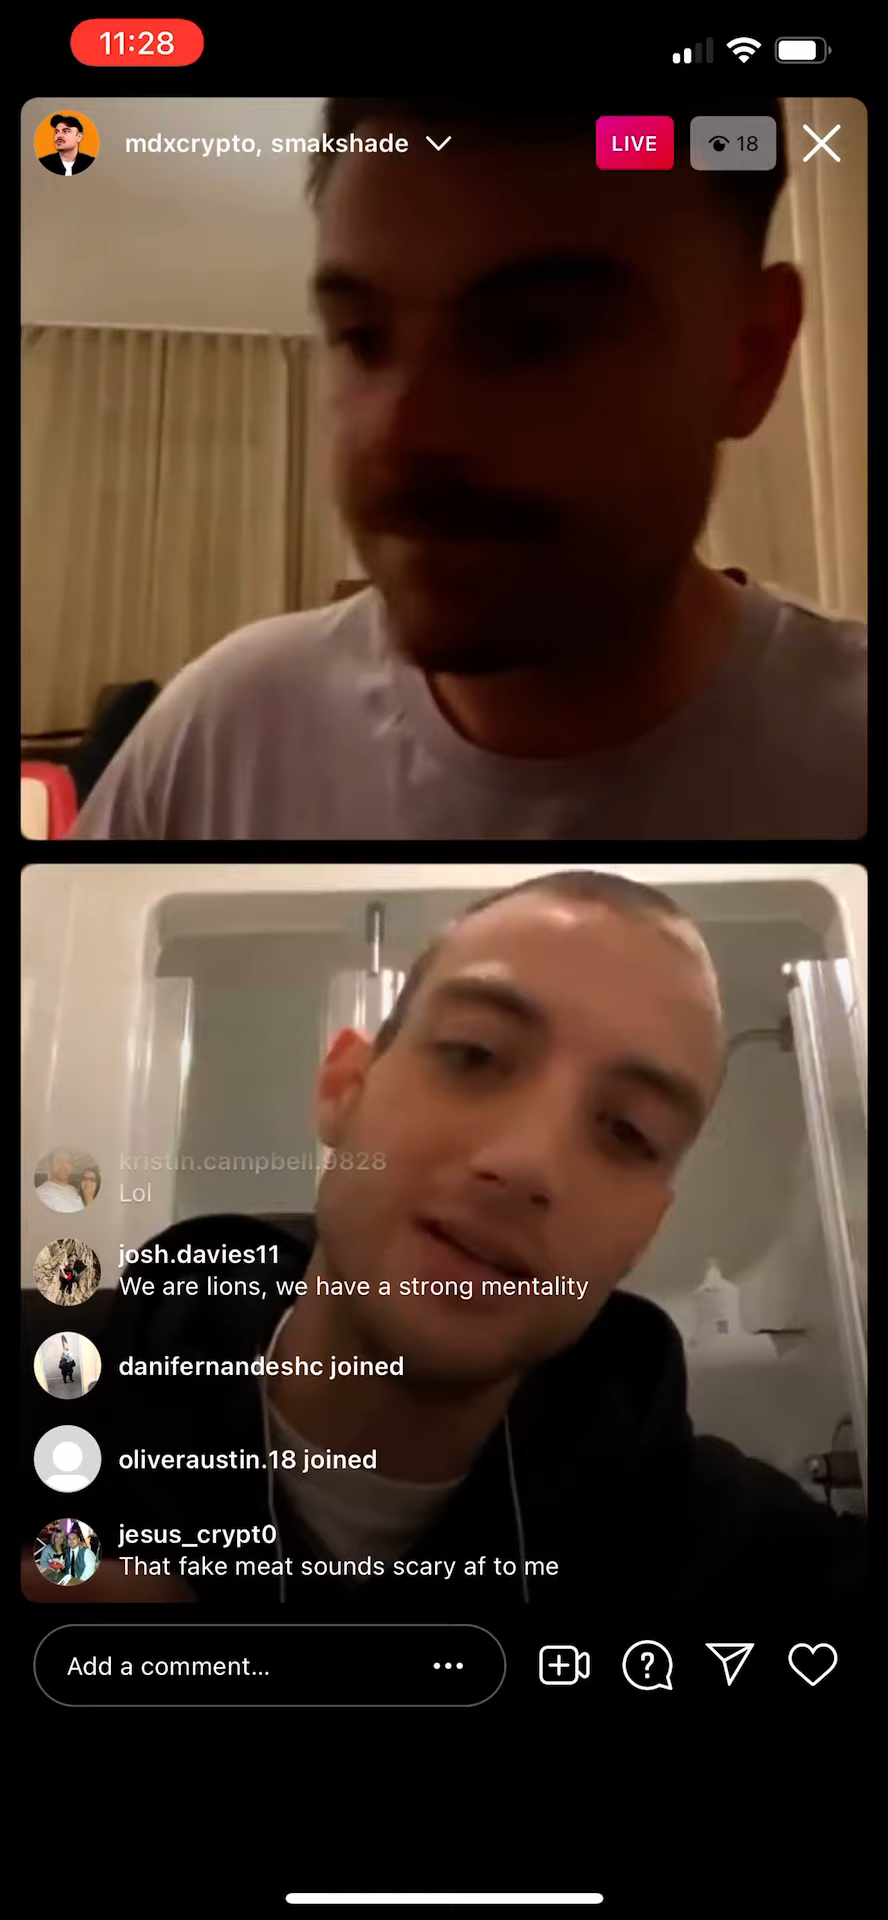 11:28
mdxcrypto, smakshade
LIVE
18
kristin.campbell.9828
Lol
josh.davies11
We are lions, we have a strong mentality
danifernandeshc joined
oliveraustin.18 joined
jesus_crypt0
That fake meat sounds scary af to me
Add a comment...